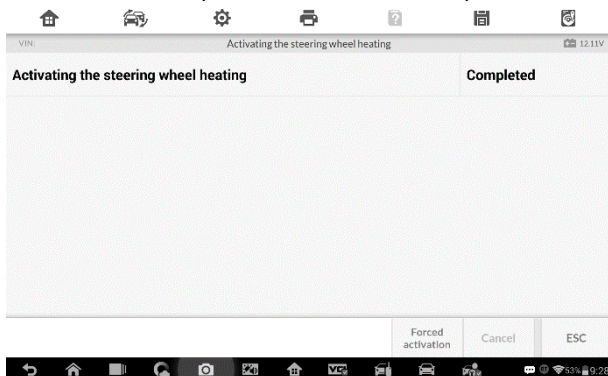 VIN:
Activating the steering wheel heating
12.11V
Activating the steering wheel heating
Completed
Forced
activation
Cancel
ESC
53%
9:28